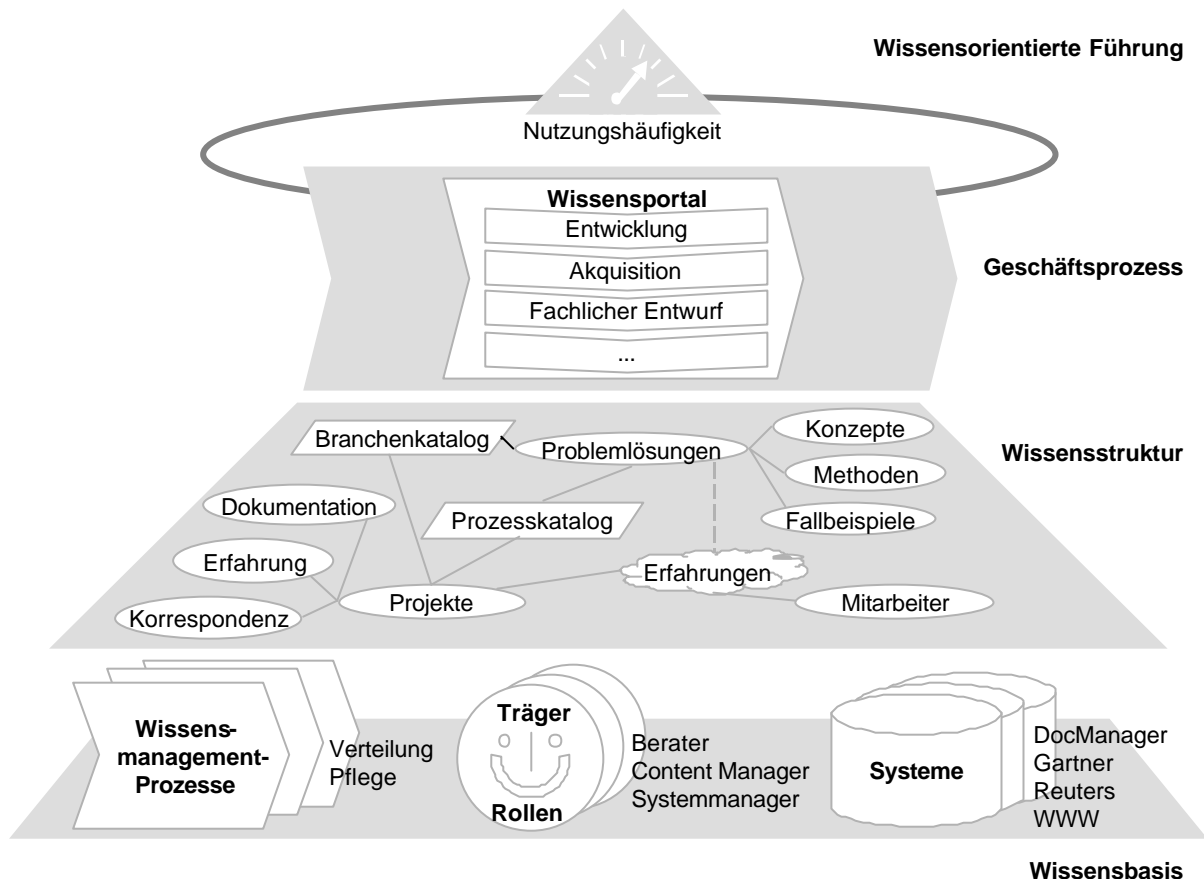 Wissensorientierte Führung
Nutzungshäufigkeit
Wissensportal
Entwicklung
Akquisition
Fachlicher Entwurf
...
Geschäftsprozess
Wissensstruktur
Branchenkatalog
Problemlösungen
Konzepte
Methoden
Fallbeispiele
Dokumentation
Prozesskatalog
Erfahrung
Erfahrungen
Korrespondenz
Projekte
Mitarbeiter
Wissens-
management-
Prozesse
Verteilung
Pflege
Träger
Rollen
Berater
Content Manager
Systemmanager
Systeme
DocManager
Gartner
Reuters
WWW
Wissensbasis